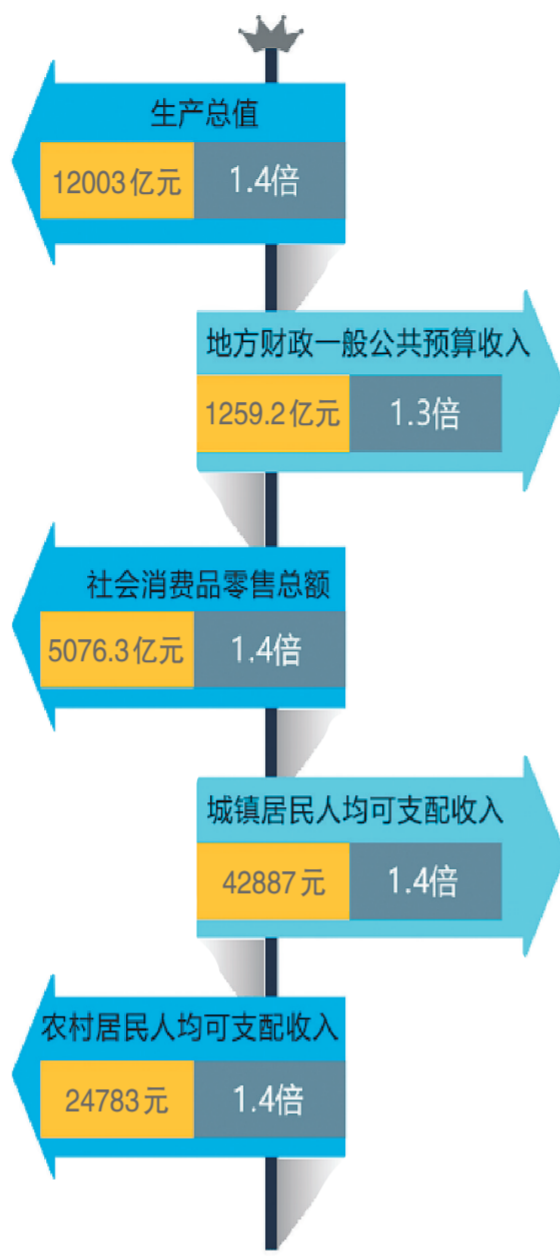 生产总值
12003亿元 1.4倍
地方财政一般公共预算收入
1259.2亿元 1.3倍
社会消费品零售总额
5076.3亿元 1.4倍
城镇居民人均可支配收入
42887元 1.4倍
农村居民人均可支配收入
24783元 1.4倍